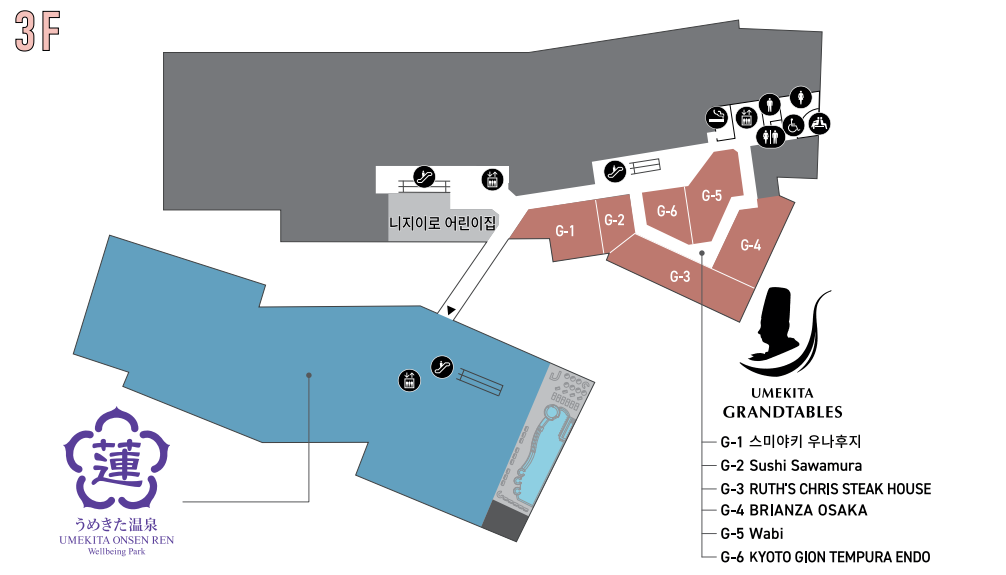 3F
니지이로 어린이집
G-1
G-2
G-6
G-5
G-4
G-3
蓮
うめきた温泉
UMEKITA ONSEN REN
Wellbeing Park
UMEKITA
GRANDTABLES
G-1 스미야키 우나후지
G-2 Sushi Sawamura
G-3 RUTH'S CHRIS STEAK HOUSE
G-4 BRIANZA OSAKA
G-5 Wabi
G-6 KYOTO GION TEMPURA ENDO